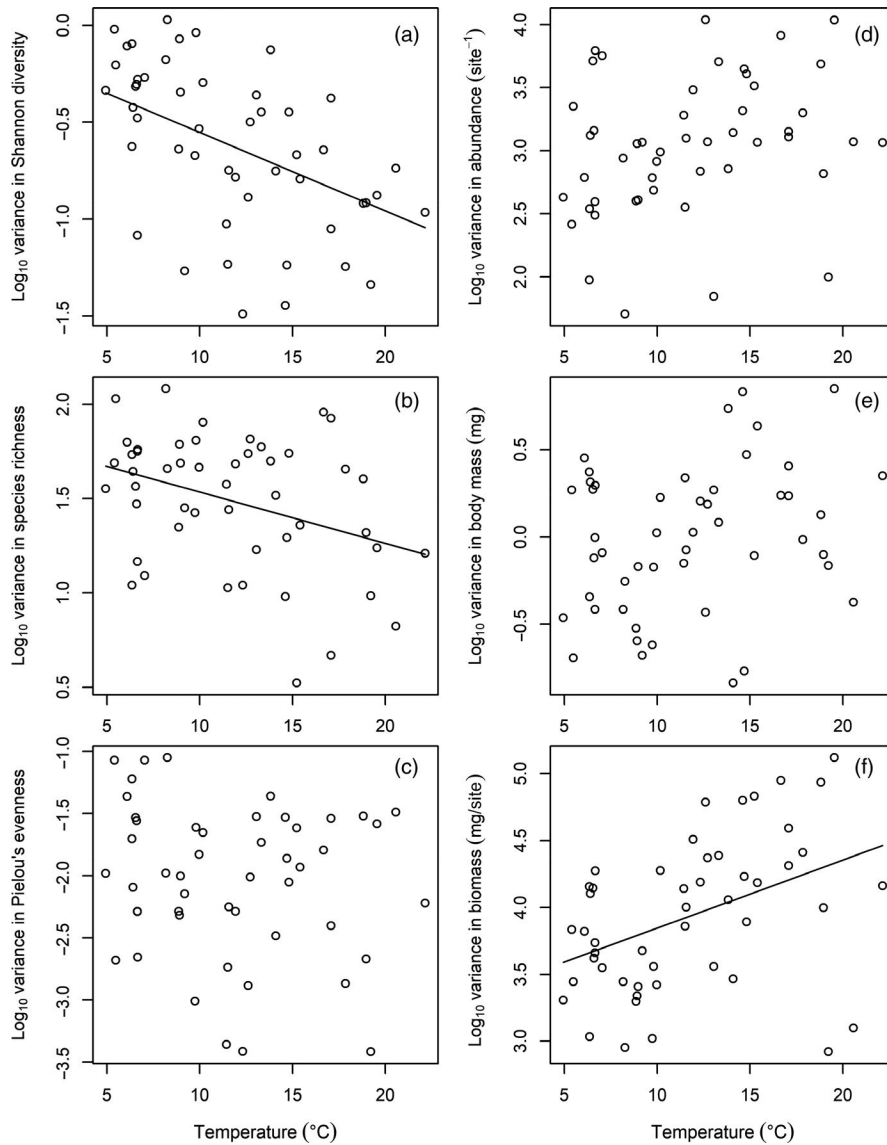 (a)
Log₁₀ variance in Shannon diversity
0.0
−0.5
−1.0
−1.5
5 10 15 20
(b)
Log₁₀ variance in species richness
2.0
1.5
1.0
0.5
5 10 15 20
(c)
Log₁₀ variance in Pielou's evenness
−1.0
−1.5
−2.0
−2.5
−3.0
−3.5
5 10 15 20
Temperature (°C)
(d)
Log₁₀ variance in abundance (site⁻¹)
4.0
3.5
3.0
2.5
2.0
5 10 15 20
(e)
Log₁₀ variance in body mass (mg)
0.5
0.0
−0.5
5 10 15 20
(f)
Log₁₀ variance in biomass (mg/site)
5.0
4.5
4.0
3.5
3.0
5 10 15 20
Temperature (°C)